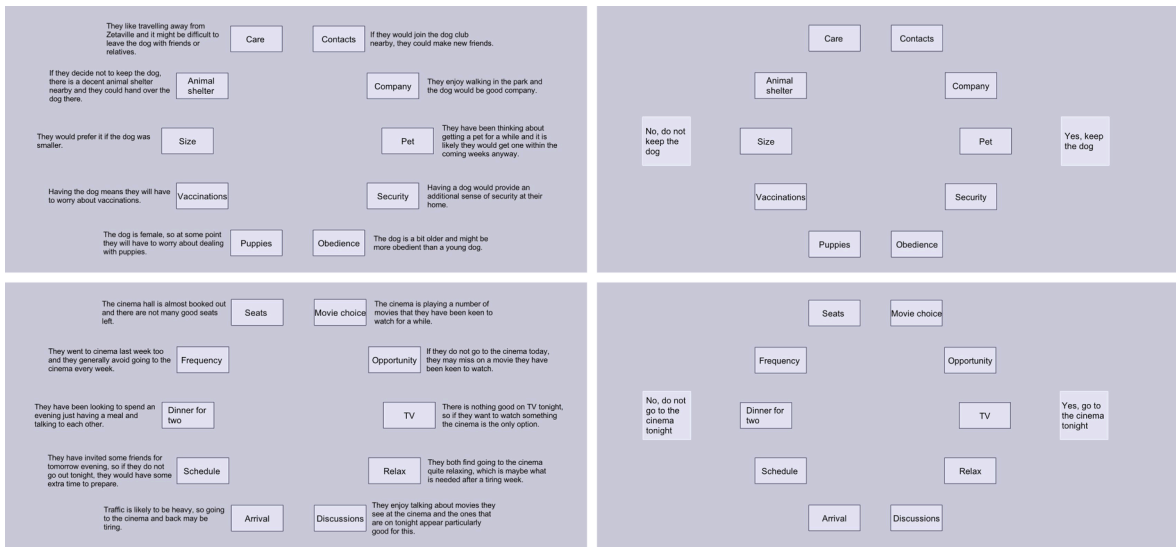 They like travelling away from
Zetaville and it might be difficult to
leave the dog with friends or
relatives.
Care
Contacts
If they would join the dog club
nearby, they could make new friends.
If they decide not to keep the dog,
there is a decent animal shelter
nearby and they could hand over the
dog there.
Animal
shelter
Company
They enjoy walking in the park and
the dog would be good company.
They would prefer it if the dog was
smaller.
Size
Pet
They have been thinking about
getting a pet for a while and it is
likely they would get one within the
coming weeks anyway.
Having the dog means they will have
to worry about vaccinations.
Vaccinations
Security
Having a dog would provide an
additional sense of security at their
home.
The dog is female, so at some point
they will have to worry about dealing
with puppies.
Puppies
Obedience
The dog is a bit older and might be
more obedient than a young dog.
Care
Contacts
Animal
shelter
Company
No, do not
keep the
dog
Size
Pet
Yes, keep
the dog
Vaccinations
Security
Puppies
Obedience
The cinema hall is almost booked out
and there are not many good seats
left.
Seats
Movie choice
The cinema is playing a number of
movies that they have been keen to
watch for a while.
They went to cinema last week too
and they generally avoid going to the
cinema every week.
Frequency
Opportunity
If they do not go to the cinema today,
they may miss on a movie they have
been keen to watch.
They have been looking to spend an
evening just having a meal and
talking to each other.
Dinner for
two
TV
There is nothing good on TV tonight,
so if they want to watch something
the cinema is the only option.
They have invited some friends for
tomorrow evening, so if they do not
go out tonight, they would have some
extra time to prepare.
Schedule
Relax
They both find going to the cinema
quite relaxing, which is maybe what
is needed after a tiring week.
Traffic is likely to be heavy, so going
to the cinema and back may be
tiring.
Arrival
Discussions
They enjoy talking about movies they
see at the cinema and the ones that
are on tonight appear particularly
good for this.
Seats
Movie choice
Frequency
Opportunity
No, do not
go to the
cinema
tonight
Dinner for
two
TV
Yes, go to
the cinema
tonight
Schedule
Relax
Arrival
Discussions